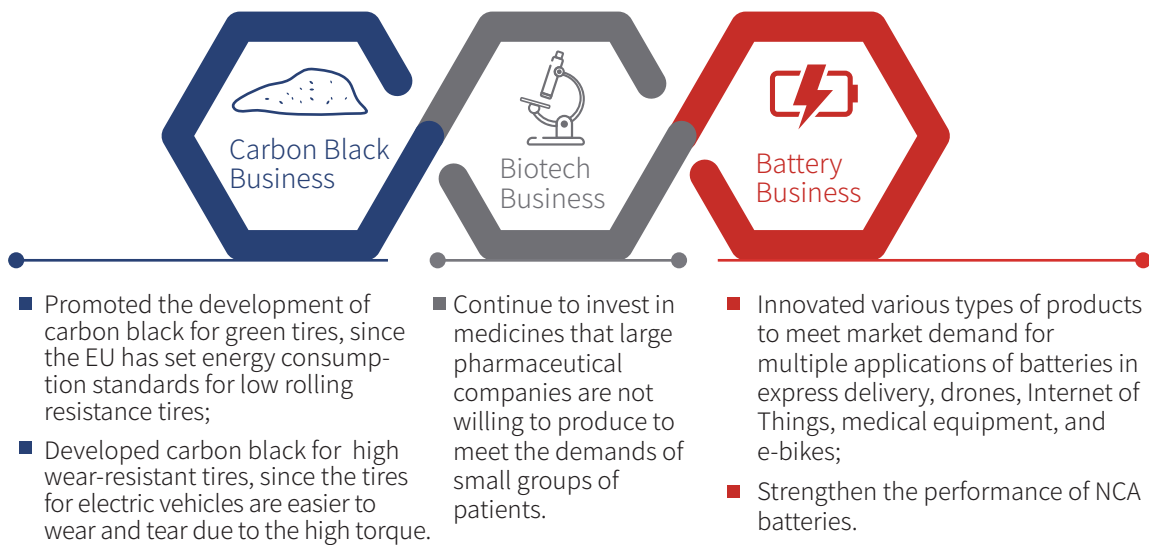 Carbon Black
Business
Biotech
Business
Battery
Business
Promoted the development of
carbon black for green tires, since
the EU has set energy consump-
tion standards for low rolling
resistance tires;
Developed carbon black for high
wear-resistant tires, since the tires
for electric vehicles are easier to
wear and tear due to the high torque.
Continue to invest in
medicines that large
pharmaceutical
companies are not
willing to produce to
meet the demands of
small groups of
patients.
Innovated various types of products
to meet market demand for
multiple applications of batteries in
express delivery, drones, Internet of
Things, medical equipment, and
e-bikes;
Strengthen the performance of NCA
batteries.